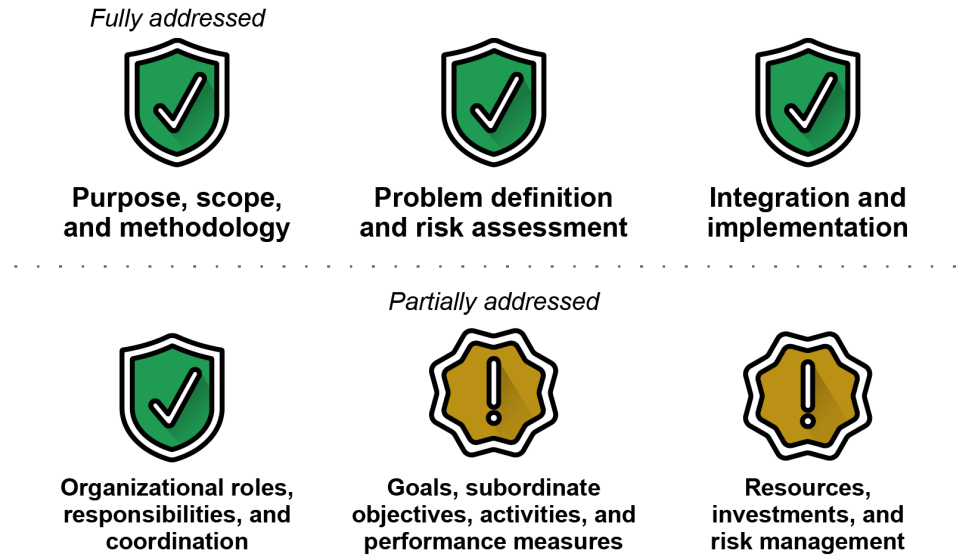 Fully addressed
Purpose, scope,
and methodology
Problem definition
and risk assessment
Integration and
implementation
Partially addressed
Organizational roles,
responsibilities, and
coordination
Goals, subordinate
objectives, activities, and
performance measures
Resources,
investments, and
risk management